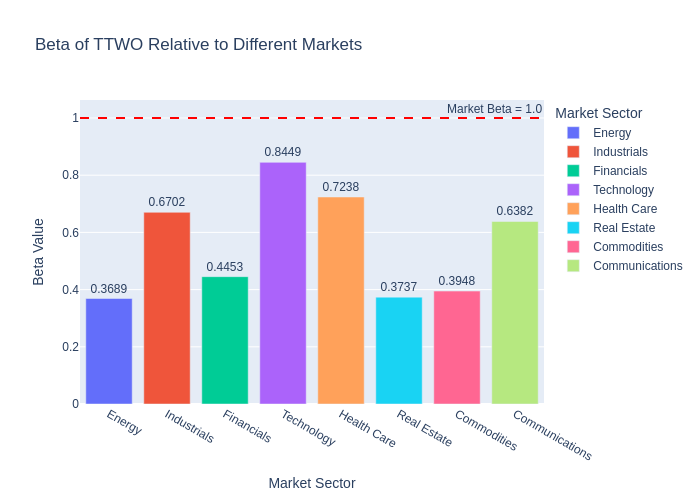 Beta of TTWO Relative to Different Markets
Market Beta = 1.0
Market Sector
Energy
Industrials
Financials
Technology
Health Care
Real Estate
Commodities
Communications
Beta Value
1
0.8
0.6
0.4
0.2
0
0.3689
0.6702
0.4453
0.8449
0.7238
0.3737
0.3948
0.6382
Energy
Industrials
Financials
Technology
Health Care
Real Estate
Commodities
Communications
Market Sector